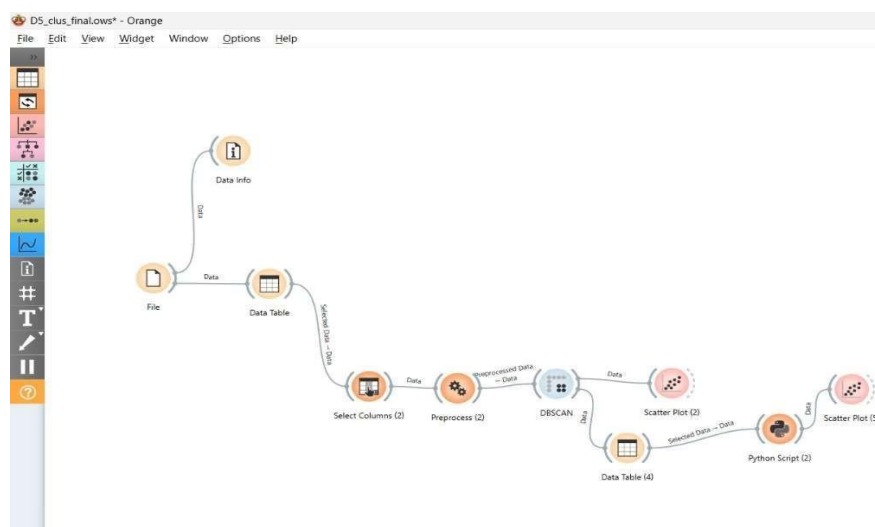 D5_clus_final.ows* - Orange
File Edit View Widget Window Options Help
Data Info
Data
Data
File
Data Table
Selected Data → Data
Data
Select Columns (2)
Preprocess (2)
Preprocessed Data
→ Data
DBSCAN
Data
Scatter Plot (2)
Data
Data Table (4)
Selected Data → Data
Python Script (2)
Data
Scatter Plot (5